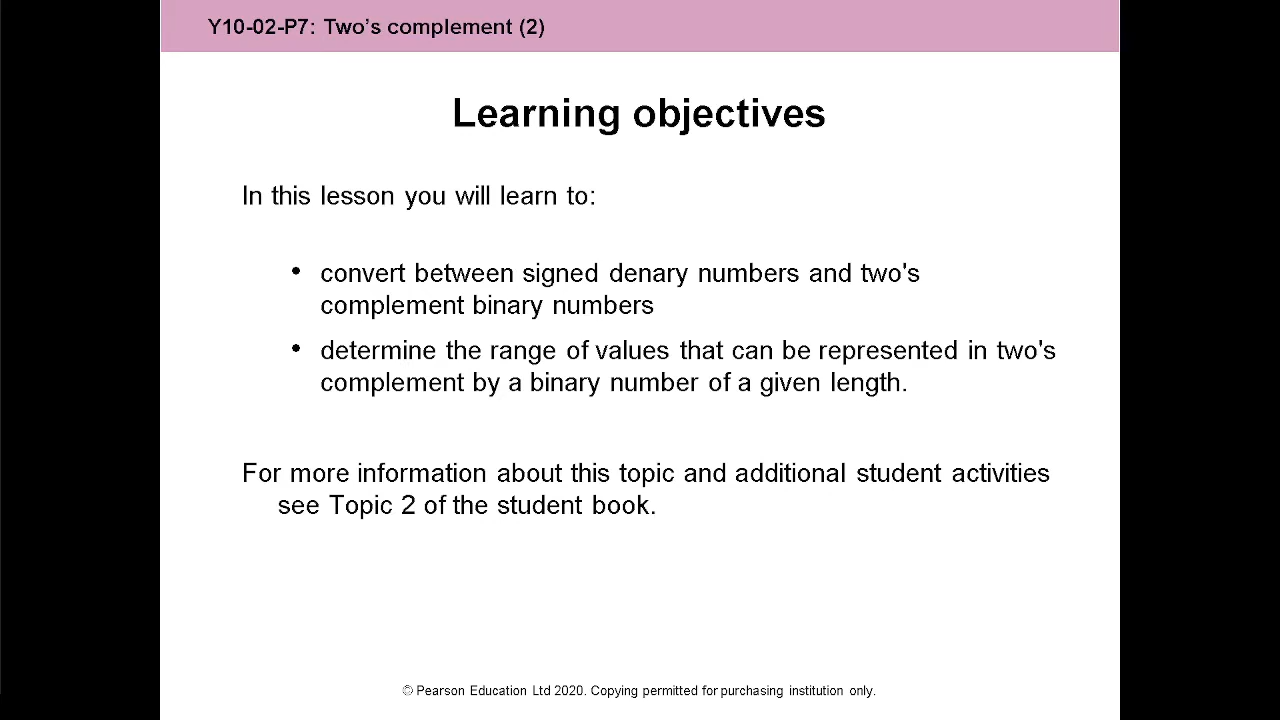 Y10-02-P7: Two’s complement (2)
Learning objectives
In this lesson you will learn to:
• convert between signed denary numbers and two's
complement binary numbers
• determine the range of values that can be represented in two's
complement by a binary number of a given length.
For more information about this topic and additional student activities
see Topic 2 of the student book.
© Pearson Education Ltd 2020. Copying permitted for purchasing institution only.